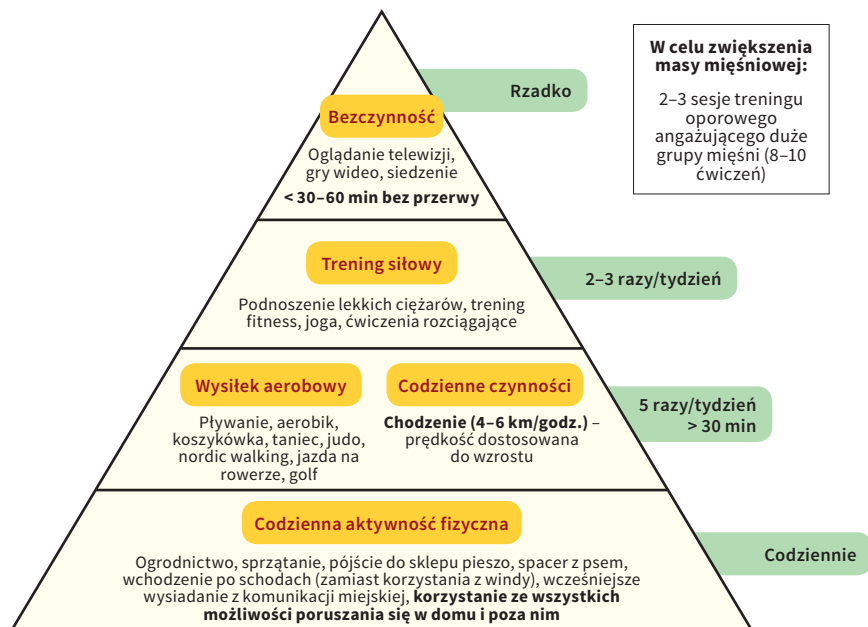 Rzadko
Bezczynność
Oglądanie telewizji,
gry wideo, siedzenie
< 30–60 min bez przerwy
W celu zwiększenia
masy mięśniowej:
2–3 sesje treningu
oporowego
angażującego duże
grupy mięśni (8–10
ćwiczeń)
Trening siłowy
2–3 razy/tydzień
Podnoszenie lekkich ciężarów, trening
fitness, joga, ćwiczenia rozciągające
Wysiłek aerobowy
Pływanie, aerobik,
koszykówka, taniec, judo,
nordic walking, jazda na
rowerze, golf
Codzienne czynności
Chodzenie (4–6 km/godz.) –
prędkość dostosowana
do wzrostu
5 razy/tydzień
> 30 min
Codzienna aktywność fizyczna
Codziennie
Ogrodnictwo, sprzątanie, pójście do sklepu pieszo, spacer z psem,
wchodzenie po schodach (zamiast korzystania z windy), wcześniejsze
wysiadanie z komunikacji miejskiej, korzystanie ze wszystkich
możliwości poruszania się w domu i poza nim